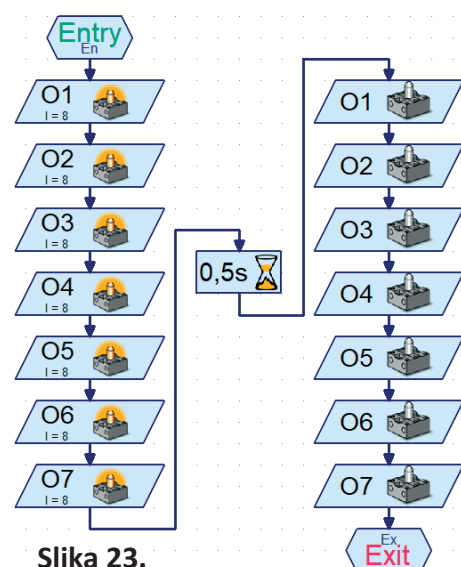 Entry
En
O1
I = 8
O2
I = 8
O3
I = 8
O4
I = 8
O5
I = 8
O6
I = 8
O7
I = 8
0,5s
O1
O2
O3
O4
O5
O6
O7
Ex
Exit
Slika 23.